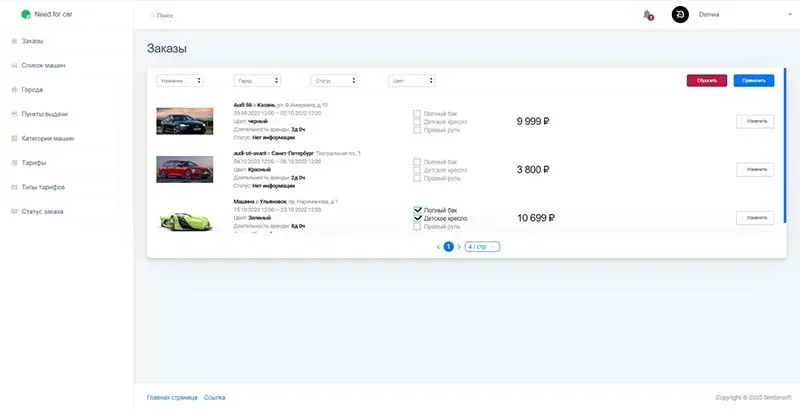 Need for car
Поиск..
2
Denwa
Заказы
Список машин
Города
Пункты выдачи
Категории машин
Тарифы
Типы тарифов
Статус заказа
Заказы
Название
Город
Статус
Цвет
Сбросить
Применить
Audi S6 в Казань, ул. Ф.Амирхана, д.10
29.09.2022 12:00 — 02.10.2022 12:00
Цвет: черный
Длительность аренды: 3д 0ч
Статус: Нет информации
Полный бак
Детское кресло
Правый руль
9 999 ₽
Изменить
audi-s6-avant в Санкт-Петербург, Театральная пл., 1
04.10.2022 12:00 — 06.10.2022 12:00
Цвет: Красный
Длительность аренды: 2д 0ч
Статус: Нет информации
Полный бак
Детское кресло
Правый руль
3 800 ₽
Изменить
Машина в Ульяновск, пр. Нариманова, д.1
15.10.2022 12:00 — 23.10.2022 12:00
Цвет: Зеленый
Длительность аренды: 8д 0ч
Полный бак
Детское кресло
Правый руль
10 699 ₽
Изменить
< 1 > 4 / стр.
Главная страница Ссылка
Copyright © 2020 Simbirsoft